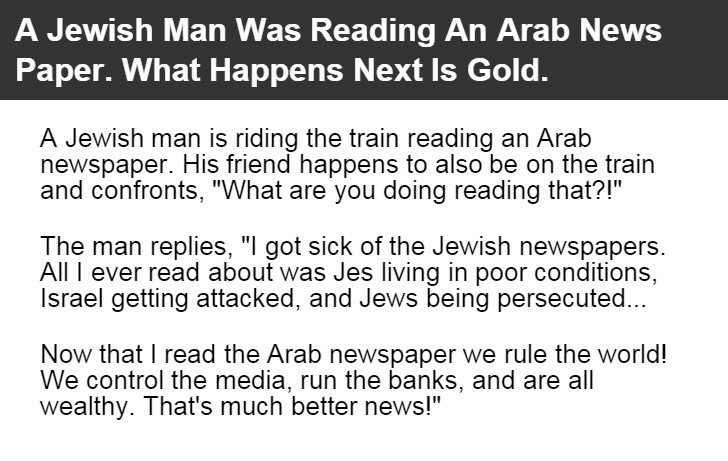 A Jewish Man Was Reading An Arab News
Paper. What Happens Next Is Gold.
A Jewish man is riding the train reading an Arab
newspaper. His friend happens to also be on the train
and confronts, "What are you doing reading that?!"
The man replies, "I got sick of the Jewish newspapers.
All I ever read about was Jes living in poor conditions,
Israel getting attacked, and Jews being persecuted...
Now that I read the Arab newspaper we rule the world!
We control the media, run the banks, and are all
wealthy. That's much better news!"